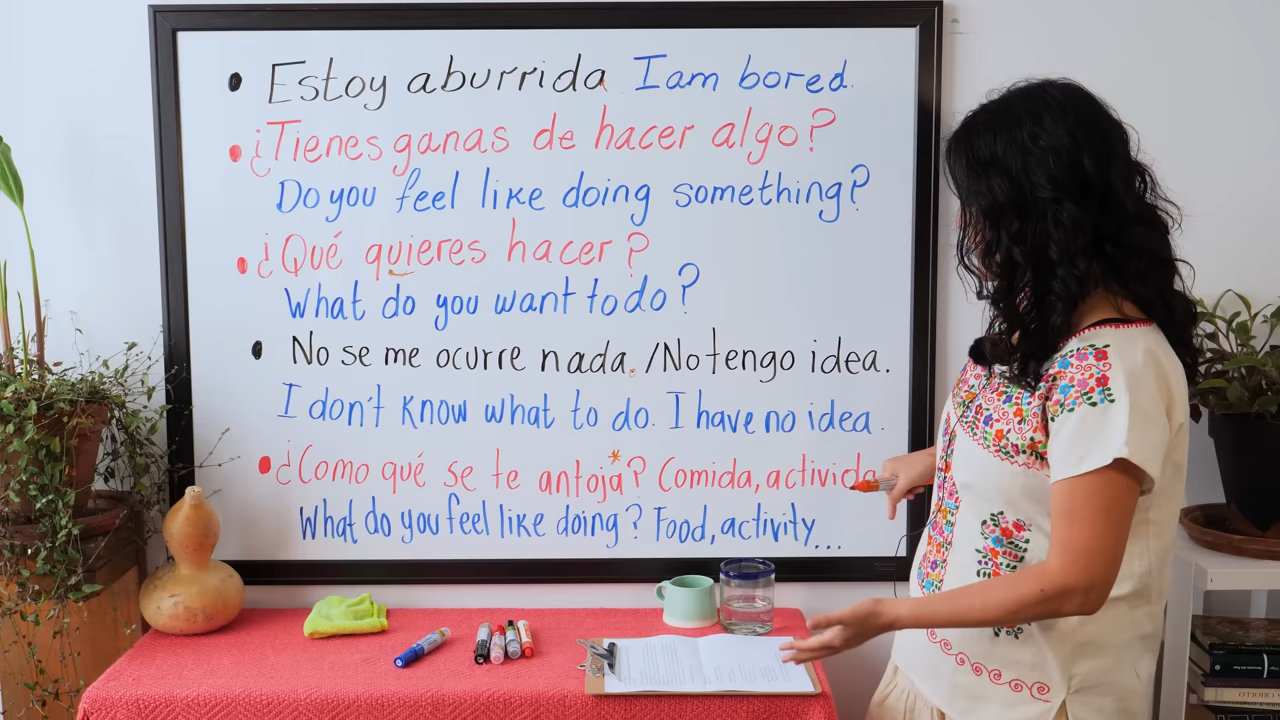 • Estoy aburrida I am bored.
• ¿Tienes ganas de hacer algo?
Do you feel like doing something?
• ¿Qué quieres hacer?
What do you want to do?
• No se me ocurre nada. / No tengo idea.
I don't know what to do. I have no idea.
• ¿Como qué se te antoja*? Comida, activida
What do you feel like doing? Food, activity...